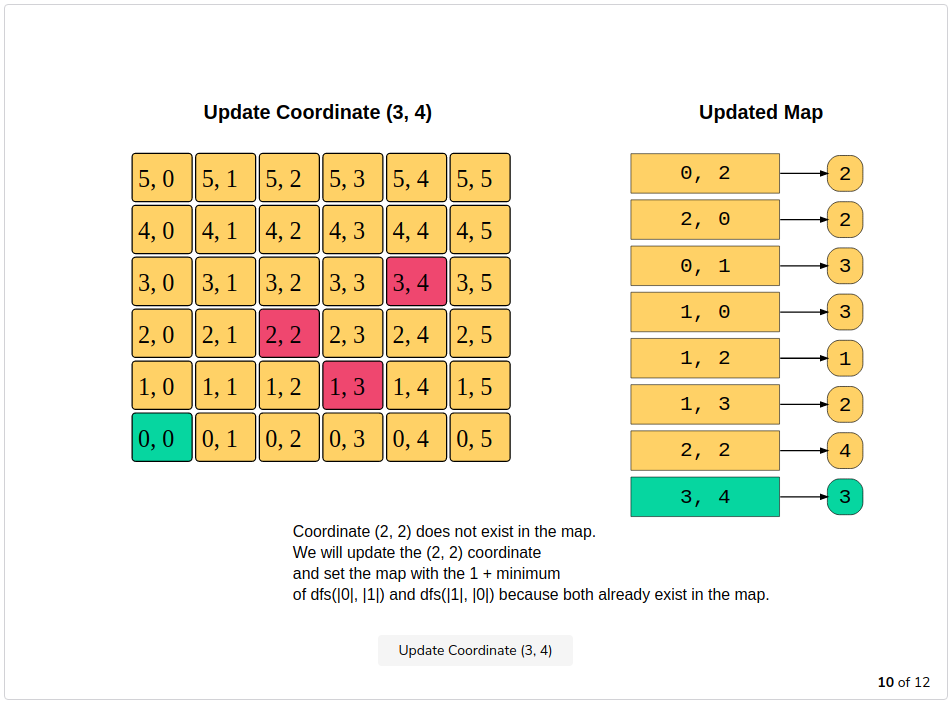 Update Coordinate (3, 4)
Updated Map
5, 0 5, 1 5, 2 5, 3 5, 4 5, 5
4, 0 4, 1 4, 2 4, 3 4, 4 4, 5
3, 0 3, 1 3, 2 3, 3 3, 4 3, 5
2, 0 2, 1 2, 2 2, 3 2, 4 2, 5
1, 0 1, 1 1, 2 1, 3 1, 4 1, 5
0, 0 0, 1 0, 2 0, 3 0, 4 0, 5
0, 2 2
2, 0 2
0, 1 3
1, 0 3
1, 2 1
1, 3 2
2, 2 4
3, 4 3
Coordinate (2, 2) does not exist in the map.
We will update the (2, 2) coordinate
and set the map with the 1 + minimum
of dfs(|0|, |1|) and dfs(|1|, |0|) because both already exist in the map.
Update Coordinate (3, 4)
10 of 12